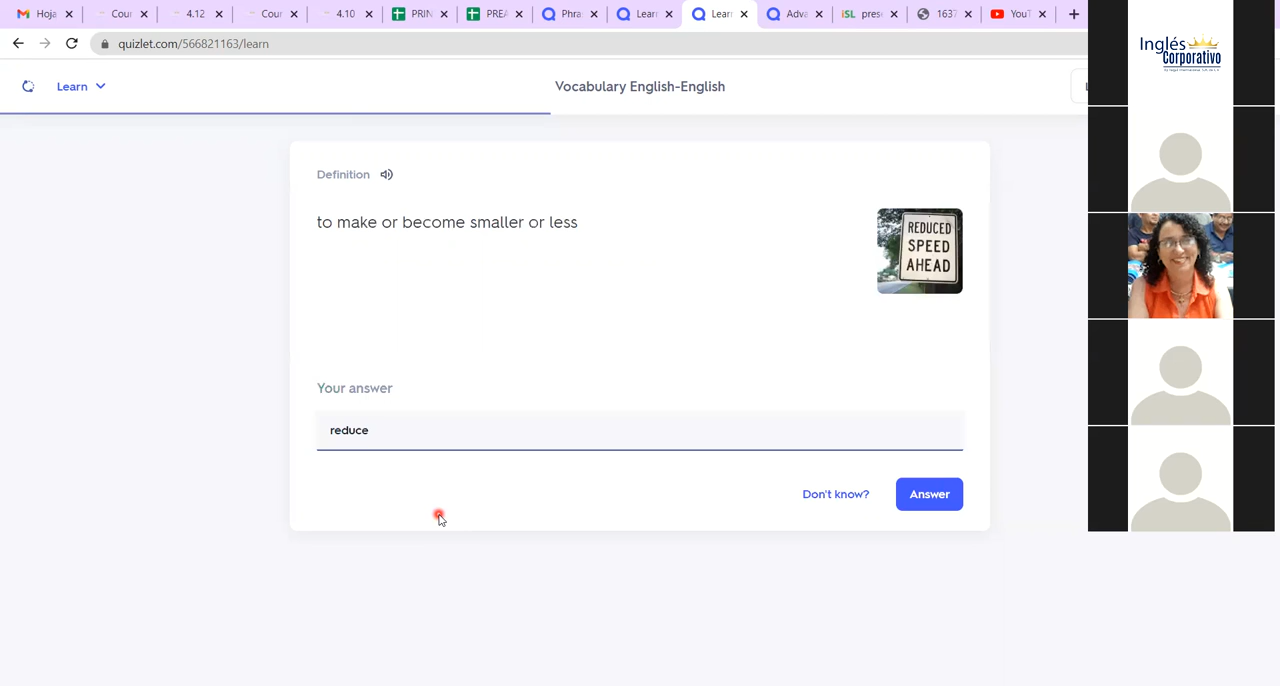 Hoja
Cour
4.12
Cour
4.10
PRIN
PREA
Phra
Learn
Learn
Adva
iSL prese
1637
YouT
quizlet.com/566821163/learn
Learn
Vocabulary English-English
Definition
to make or become smaller or less
REDUCED
SPEED
AHEAD
Your answer
reduce
Don't know?
Answer
Inglés
Corporativo